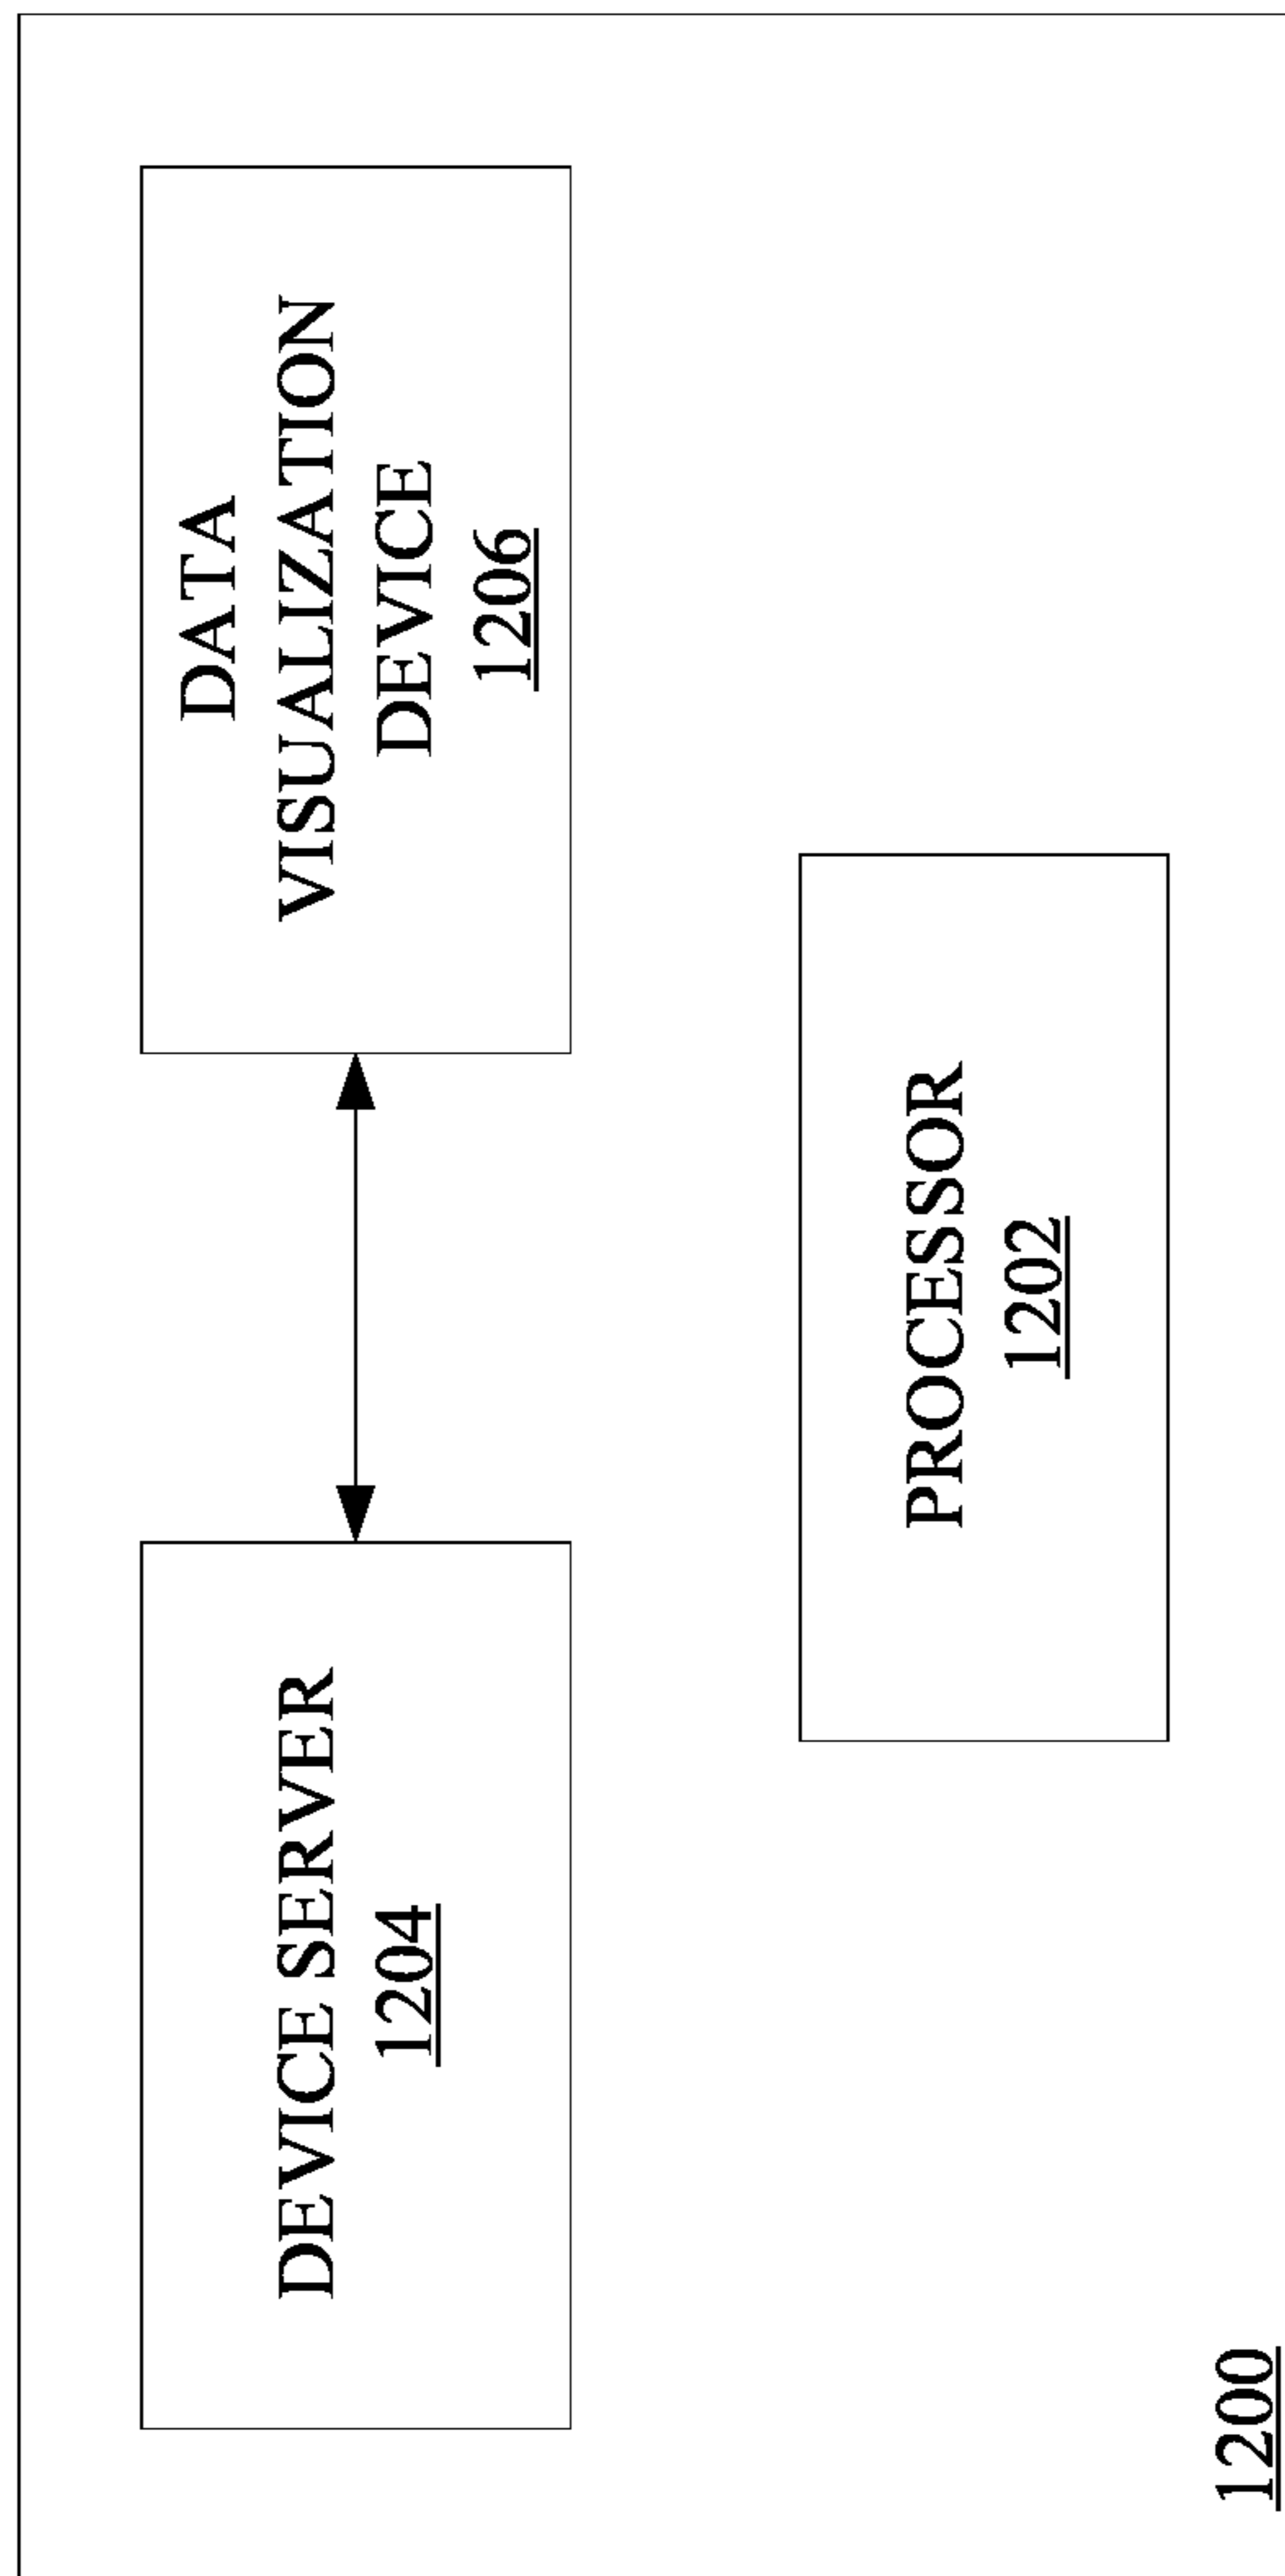 DEVICE SERVER
1204
DATA
VISUALIZATION
DEVICE
1206
PROCESSOR
1202
1200